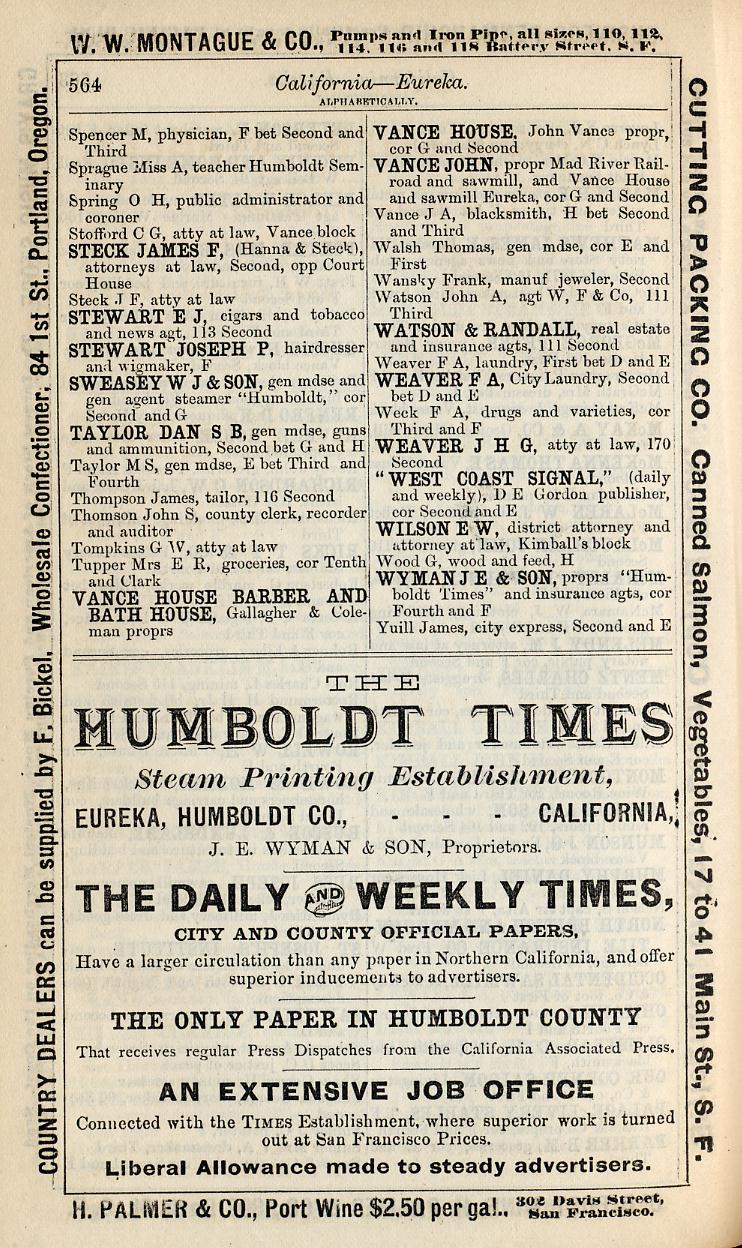 W. W. MONTAGUE & CO., Pumps and Iron Pipe, all sizes, 110, 112,
114, 116 and 118 Battery Street, S. F.
564
California—Eureka.
ALPHABETICALLY.
Spencer M, physician, F bet Second and
Third
Sprague Miss A, teacher Humboldt Sem-
inary
Spring O H, public administrator and
coroner
Stofford C G, atty at law, Vance block
STECK JAMES F, (Hanna & Steck),
attorneys at law, Second, opp Court
House
Steck J F, atty at law
STEWART E J, cigars and tobacco
and news agt, 113 Second
STEWART JOSEPH P, hairdresser
and wigmaker, F
SWEASEY W J & SON, gen mdse and
gen agent steamer "Humboldt," cor
Second and G
TAYLOR DAN S B, gen mdse, guns
and ammunition, Second bet G and H
Taylor M S, gen mdse, E bet Third and
Fourth
Thompson James, tailor, 116 Second
Thomson John S, county clerk, recorder
and auditor
Tompkins G W, atty at law
Tupper Mrs E R, groceries, cor Tenth
and Clark
VANCE HOUSE BARBER AND
BATH HOUSE, Gallagher & Cole-
man proprs
VANCE HOUSE, John Vance propr,
cor G and Second
VANCE JOHN, propr Mad River Rail-
road and sawmill, and Vance House
and sawmill Eureka, cor G and Second
Vance J A, blacksmith, H bet Second
and Third
Walsh Thomas, gen mdse, cor E and
First
Wansky Frank, manuf jeweler, Second
Watson John A, agt W, F & Co, 111
Third
WATSON & RANDALL, real estate
and insurance agts, 111 Second
Weaver F A, laundry, First bet D and E
WEAVER F A, City Laundry, Second
bet D and E
Weck F A, drugs and varieties, cor
Third and F
WEAVER J H G, atty at law, 170
Second
"WEST COAST SIGNAL," (daily
and weekly), D E Gordon publisher,
cor Second and E
WILSON E W, district attorney and
attorney at law, Kimball's block
Wood G, wood and feed, H
WYMAN J E & SON, proprs "Hum-
boldt Times" and insurance agts, cor
Fourth and F
Yuill James, city express, Second and E
THE
HUMBOLDT TIMES
Steam Printing Establishment,
EUREKA, HUMBOLDT CO., - - - CALIFORNIA,
J. E. WYMAN & SON, Proprietors.
THE DAILY AND WEEKLY TIMES,
CITY AND COUNTY OFFICIAL PAPERS,
Have a larger circulation than any paper in Northern California, and offer
superior inducements to advertisers.
THE ONLY PAPER IN HUMBOLDT COUNTY
That receives regular Press Dispatches from the California Associated Press.
AN EXTENSIVE JOB OFFICE
Connected with the TIMES Establishment, where superior work is turned
out at San Francisco Prices.
Liberal Allowance made to steady advertisers.
H. PALMER & CO., Port Wine $2.50 per gal., 302 Davis Street,
San Francisco.
COUNTRY DEALERS can be supplied by F. Bickel, Wholesale Confectioner, 84 1st St., Portland, Oregon.
CUTTING PACKING CO. Canned Salmon, Vegetables, 17 to 41 Main St., S. F.